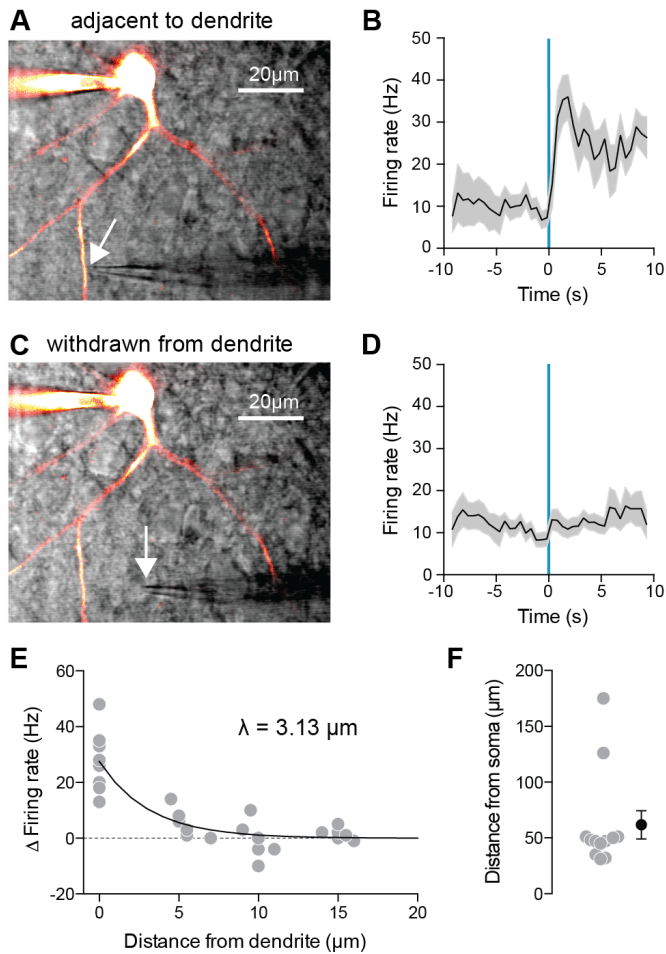 A adjacent to dendrite
20µm
B
Firing rate (Hz)
50
40
30
20
10
0
-10 -5 0 5 10
Time (s)
C withdrawn from dendrite
20µm
D
Firing rate (Hz)
50
40
30
20
10
0
-10 -5 0 5 10
Time (s)
E
Δ Firing rate (Hz)
60
40
20
0
-20
λ = 3.13 µm
0 5 10 15 20
Distance from dendrite (µm)
F
Distance from soma (µm)
200
150
100
50
0